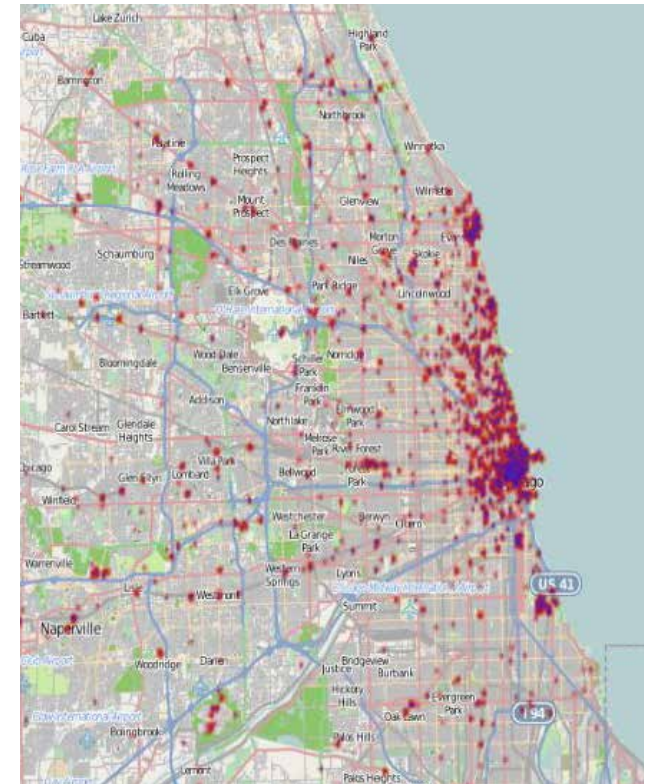 Lake Zurich
Cuba
Highland
Park
Barrington
Northbrook
Palatine
Winnetka
Prospect
Heights
Rolling
Meadows
Wilmette
Mount
Prospect
Glenview
Des Plaines
Morton
Grove
Niles
Skokie
Schaumburg
Streamwood
Elk Grove
Park Ridge
Lincolnwood
Bartlett
Wood Dale
Bensenville
Schiller
Park
Norridge
Bloomingdale
Franklin
Park
Addison
Elmwood
Park
Northlake
Carol Stream
Glendale
Heights
Melrose
Park
River Forest
Villa Park
Glen Ellyn
Lombard
Bellwood
Forest
Park
Winfield
Westchester
Berwyn
Cicero
La Grange
Park
Warrenville
Western
Springs
Lyons
US 41
Westmont
Summit
Naperville
Woodridge
Darien
Justice
Bridgeview
Burbank
Hickory
Hills
Evergreen
Park
Oak Lawn
I 94
Bolingbrook
Palos Hills
Lemont
Palos Heights